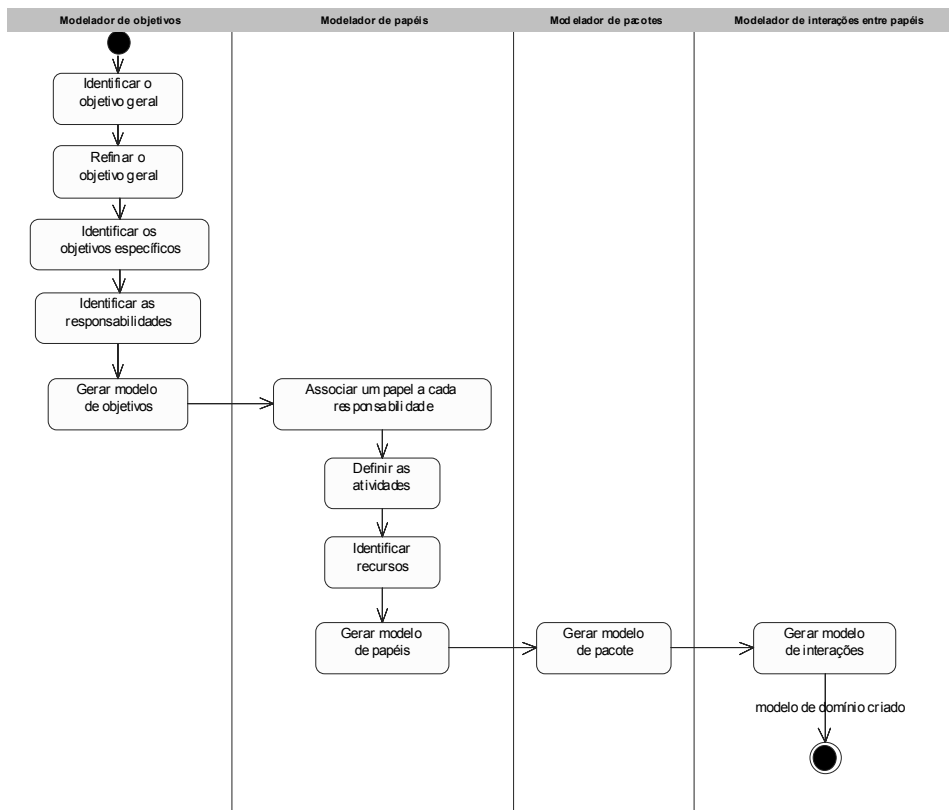 Modelador de objetivos
Modelador de papéis
Modelador de pacotes
Modelador de interações entre papéis
Identificar o
objetivo geral
Refinar o
objetivo geral
Identificar os
objetivos específicos
Identificar as
responsabilidades
Gerar modelo
de objetivos
Associar um papel a cada
responsabilidade
Definir as
atividades
Identificar
recursos
Gerar modelo
de papéis
Gerar modelo
de pacote
Gerar modelo
de interações
modelo de domínio criado